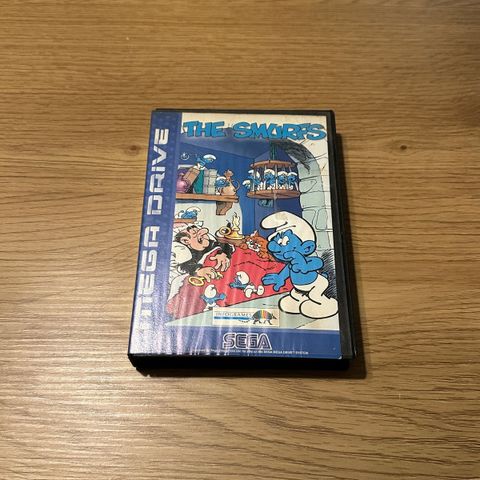 THE SMURFS
MEGA DRIVE
INFOGRAMES
SEGA